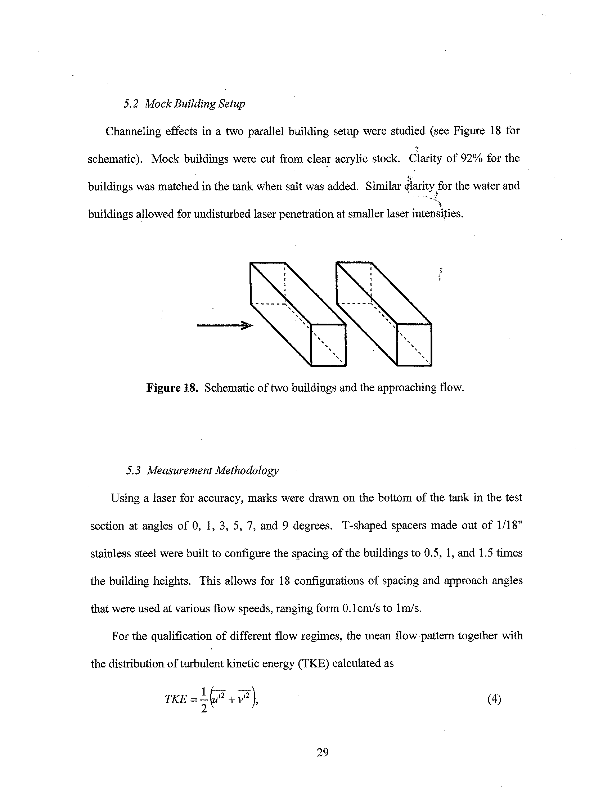 5.2 Mock Building Setup
Channeling effects in a two parallel building setup were studied (see Figure 18 for
schematic). Mock buildings were cut from clear acrylic stock. Clarity of 92% for the
buildings was matched in the tank when salt was added. Similar clarity for the water and
buildings allowed for undisturbed laser penetration at smaller laser intensities.
Figure 18. Schematic of two buildings and the approaching flow.
5.3 Measurement Methodology
Using a laser for accuracy, marks were drawn on the bottom of the tank in the test
section at angles of 0, 1, 3, 5, 7, and 9 degrees. T-shaped spacers made out of 1/18"
stainless steel were built to configure the spacing of the buildings to 0.5, 1, and 1.5 times
the building heights. This allows for 18 configurations of spacing and approach angles
that were used at various flow speeds, ranging form 0.1cm/s to 1m/s.
For the qualification of different flow regimes, the mean flow pattern together with
the distribution of turbulent kinetic energy (TKE) calculated as
TKE = 1/2 (u'² + v'²), (4)
29